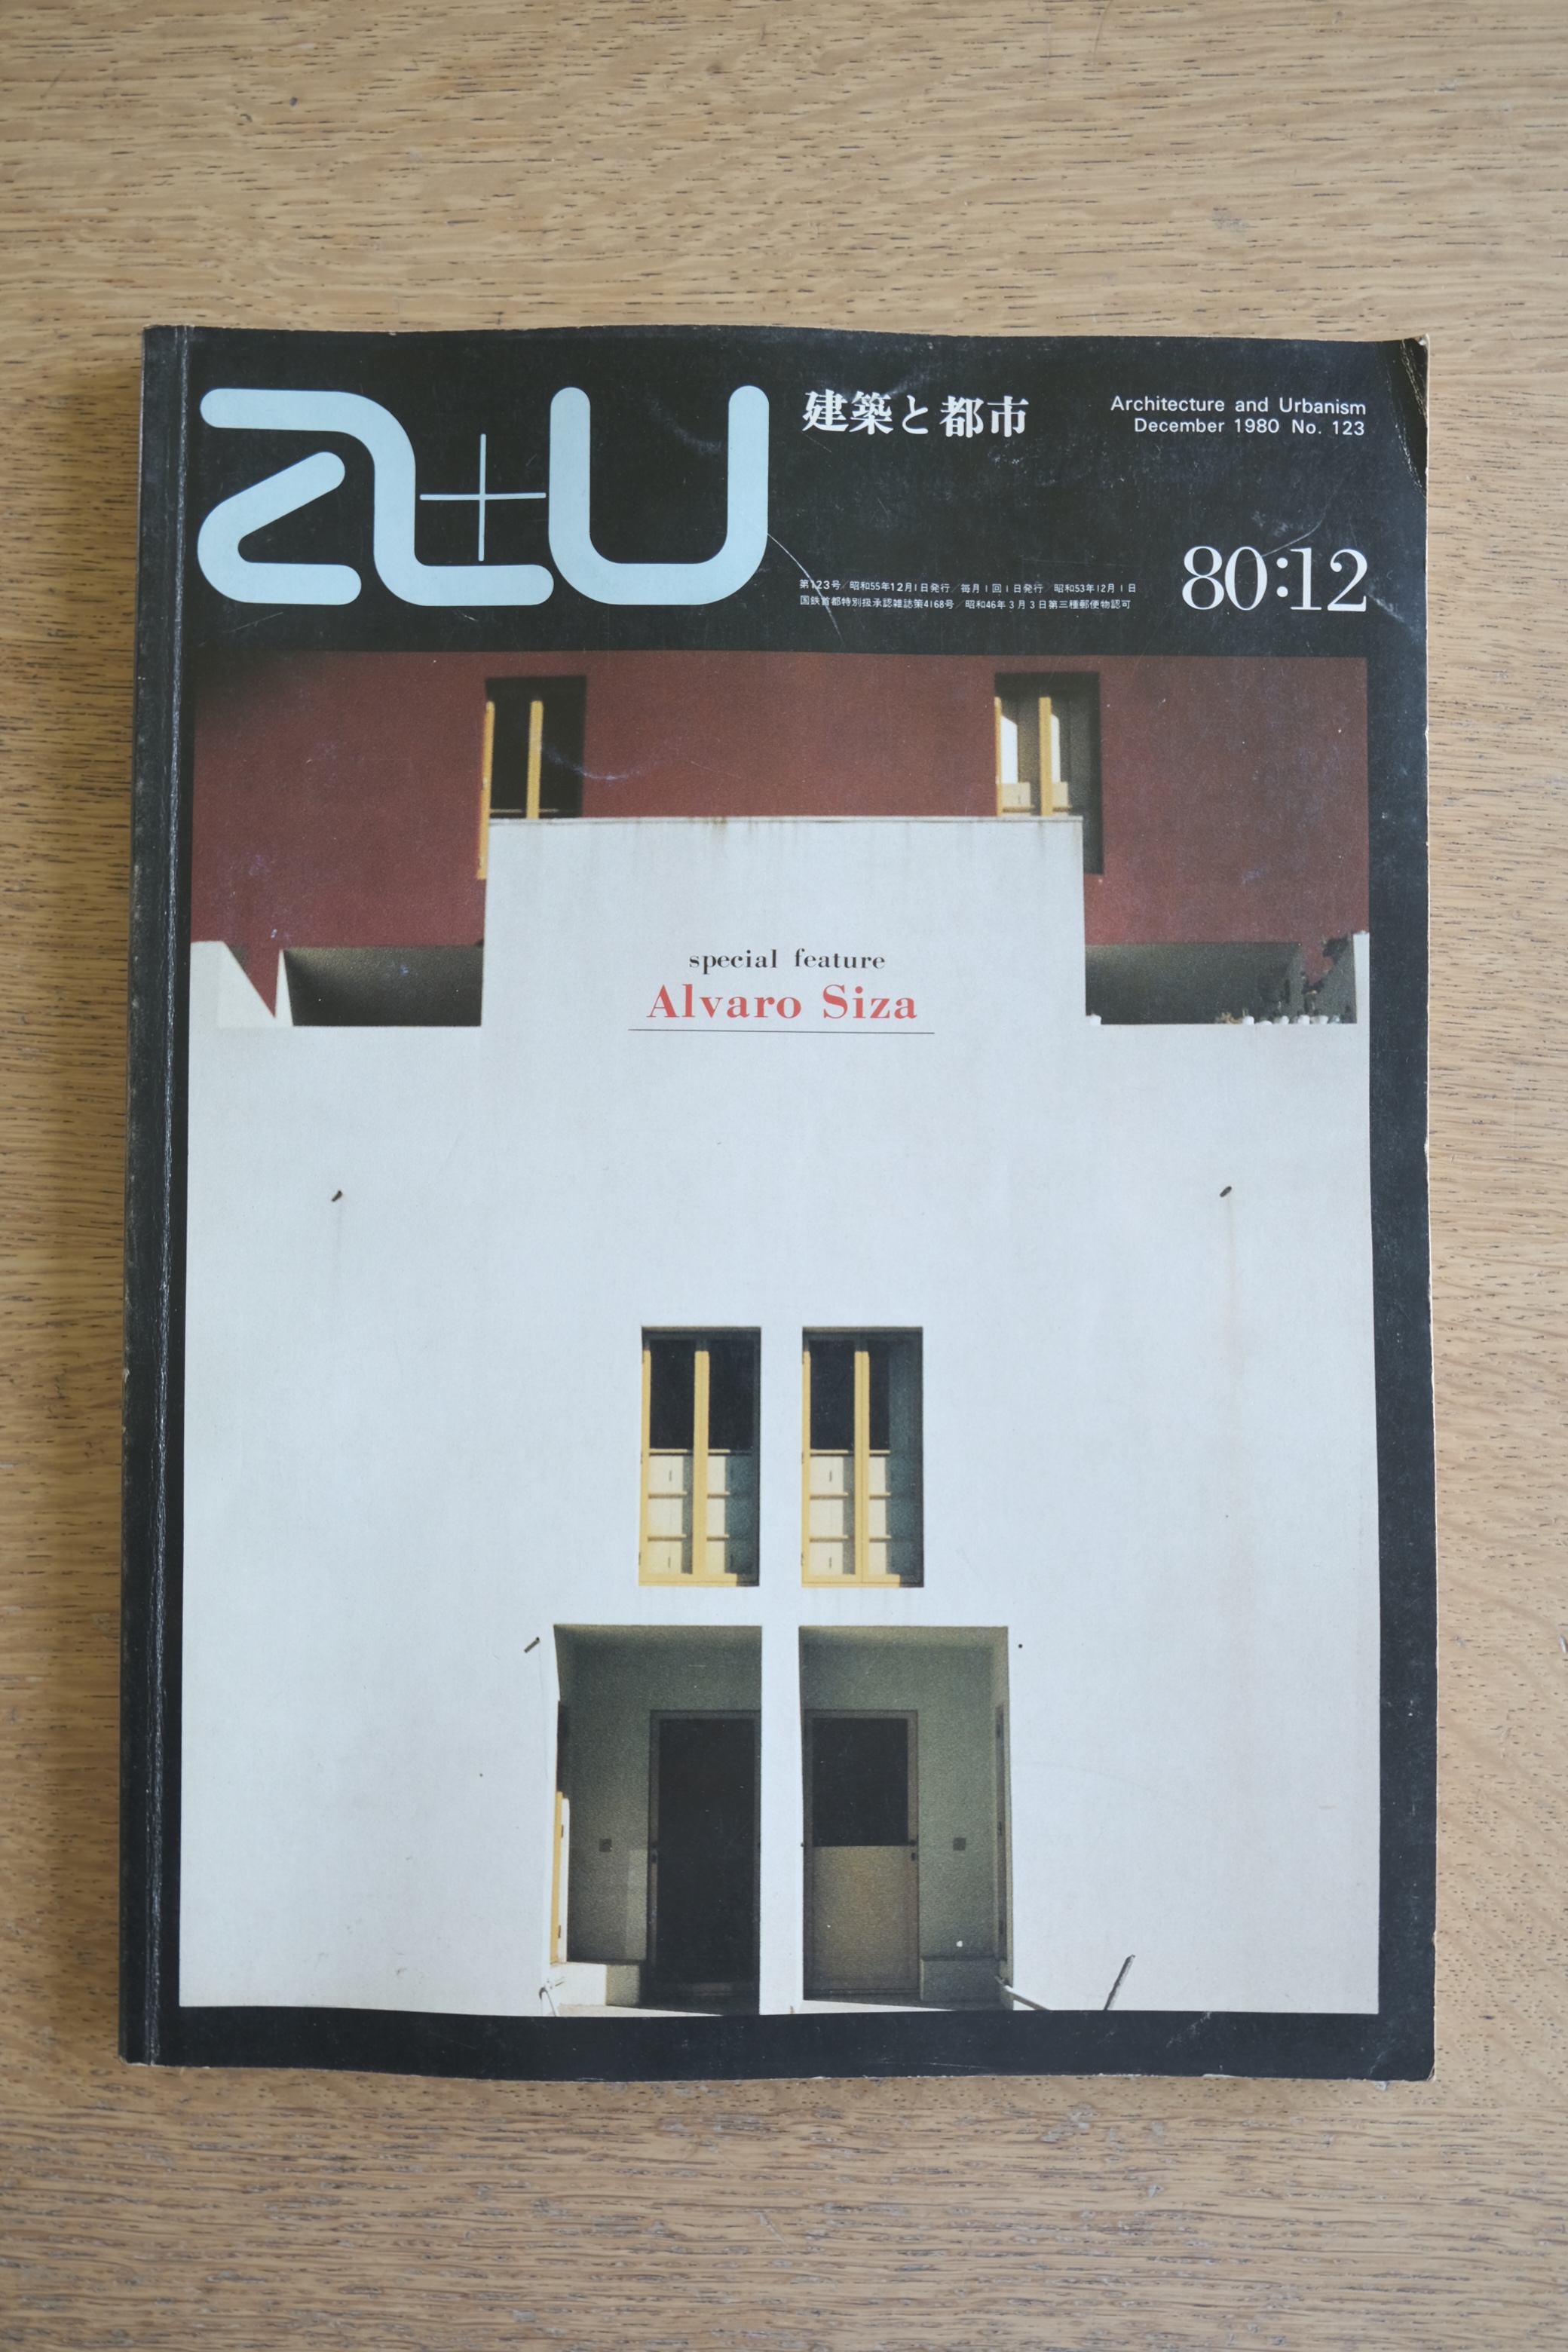 a+u
建築と都市
Architecture and Urbanism
December 1980 No. 123
第123号／昭和55年12月1日発行／毎月1回1日発行／昭和53年12月1日
国鉄首都特別扱承認雑誌第4168号／昭和46年3月3日第三種郵便物認可
80:12
special feature
Alvaro Siza